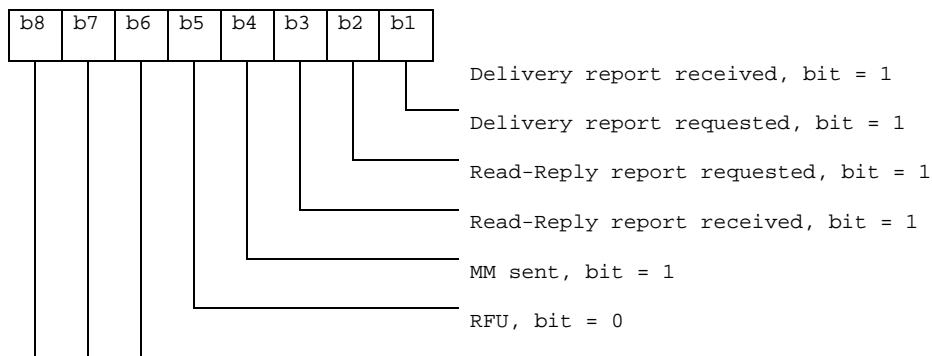 b8 b7 b6 b5 b4 b3 b2 b1
Delivery report received, bit = 1
Delivery report requested, bit = 1
Read-Reply report requested, bit = 1
Read-Reply report received, bit = 1
MM sent, bit = 1
RFU, bit = 0